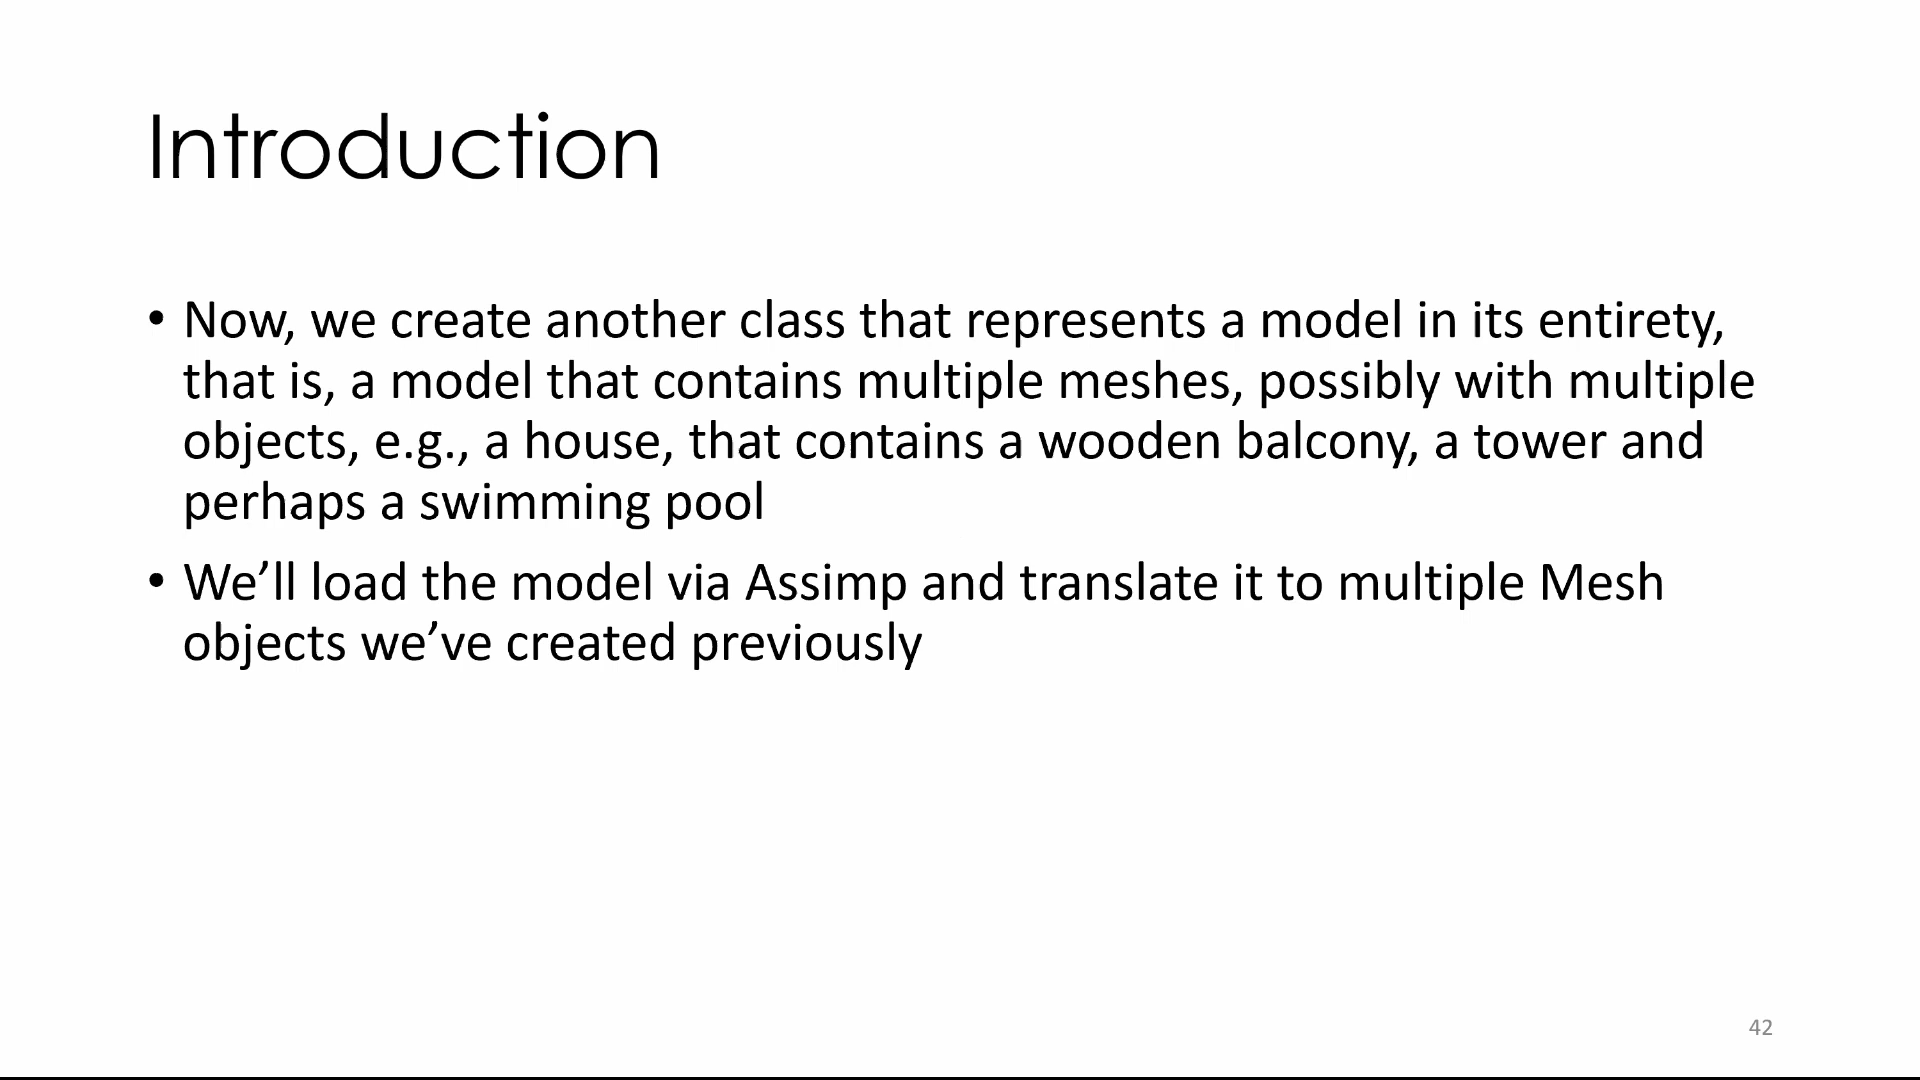 Introduction
• Now, we create another class that represents a model in its entirety,
that is, a model that contains multiple meshes, possibly with multiple
objects, e.g., a house, that contains a wooden balcony, a tower and
perhaps a swimming pool
• We’ll load the model via Assimp and translate it to multiple Mesh
objects we’ve created previously
42